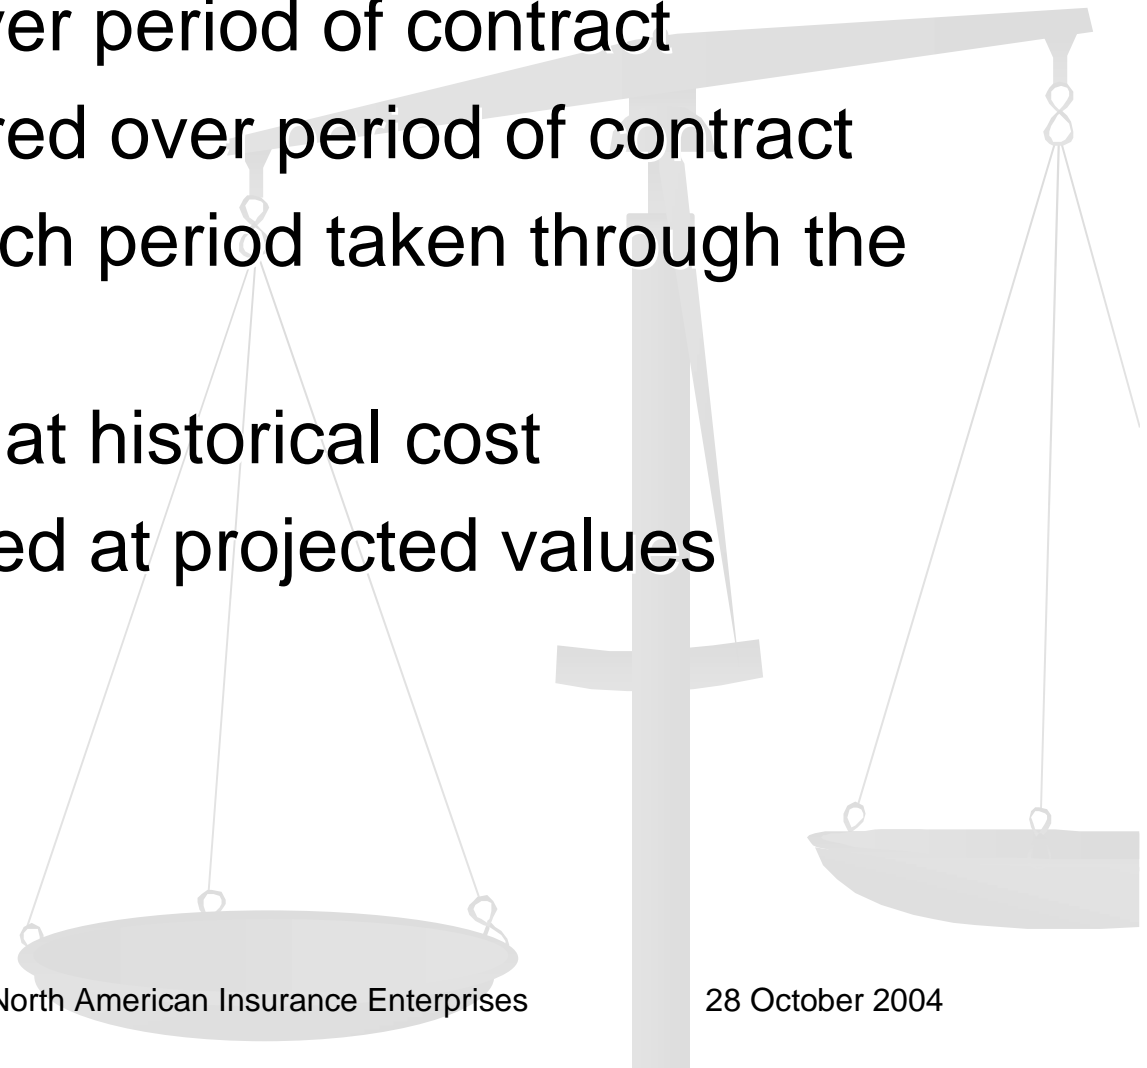 ver period of contract
red over period of contract
ch period taken through the
at historical cost
ed at projected values
North American Insurance Enterprises 28 October 2004